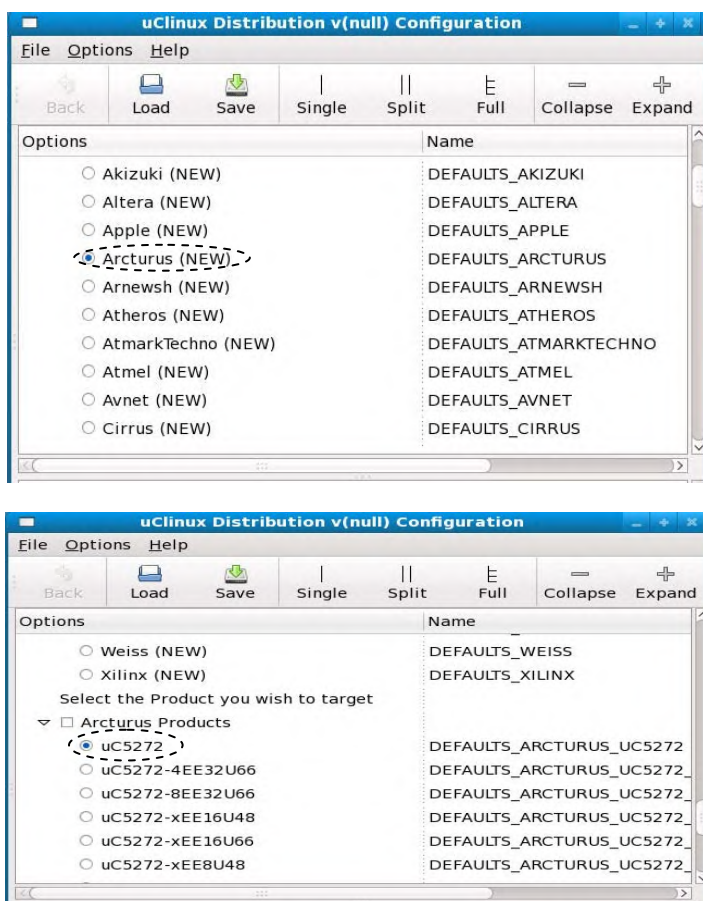 uClinux Distribution v(null) Configuration
File Options Help
Back Load Save Single Split Full Collapse Expand
Options Name
Akizuki (NEW) DEFAULTS_AKIZUKI
Altera (NEW) DEFAULTS_ALTERA
Apple (NEW) DEFAULTS_APPLE
Arcturus (NEW) DEFAULTS_ARCTURUS
Arnewsh (NEW) DEFAULTS_ARNEWSH
Atheros (NEW) DEFAULTS_ATHEROS
AtmarkTechno (NEW) DEFAULTS_ATMARKTECHNO
Atmel (NEW) DEFAULTS_ATMEL
Avnet (NEW) DEFAULTS_AVNET
Cirrus (NEW) DEFAULTS_CIRRUS
uClinux Distribution v(null) Configuration
File Options Help
Back Load Save Single Split Full Collapse Expand
Options Name
Weiss (NEW) DEFAULTS_WEISS
Xilinx (NEW) DEFAULTS_XILINX
Select the Product you wish to target
Arcturus Products
uC5272 DEFAULTS_ARCTURUS_UC5272
uC5272-4EE32U66 DEFAULTS_ARCTURUS_UC5272_
uC5272-8EE32U66 DEFAULTS_ARCTURUS_UC5272_
uC5272-xEE16U48 DEFAULTS_ARCTURUS_UC5272_
uC5272-xEE16U66 DEFAULTS_ARCTURUS_UC5272_
uC5272-xEE8U48 DEFAULTS_ARCTURUS_UC5272_